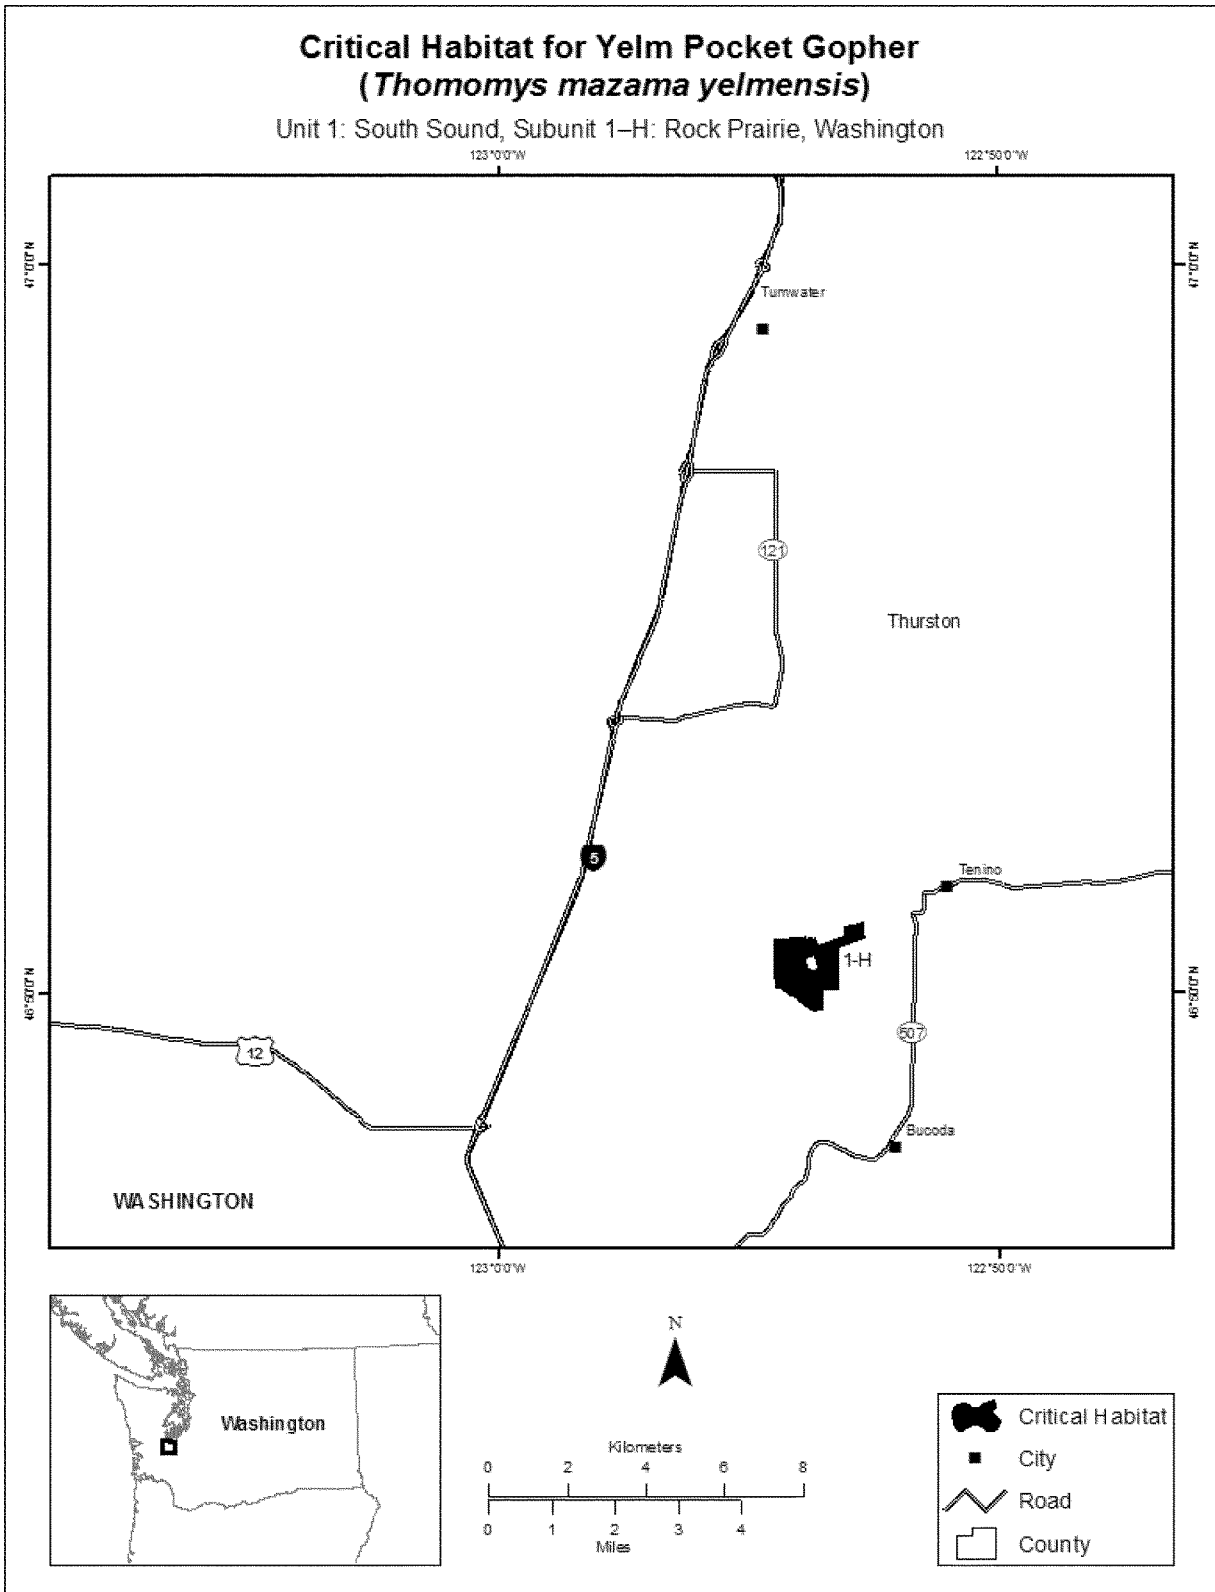 Critical Habitat for Yelm Pocket Gopher
(Thomomys mazama yelmensis)
Unit 1: South Sound, Subunit 1–H: Rock Prairie, Washington
123°0'0"W
122°50'0"W
47°0'0"N
47°0'0"N
Tumwater
121
Thurston
5
Tenino
1-H
46°50'0"N
46°50'0"N
507
12
Bucoda
WASHINGTON
123°0'0"W
122°50'0"W
Washington
N
Kilometers
0 2 4 6 8
0 1 2 3 4
Miles
Critical Habitat
City
Road
County